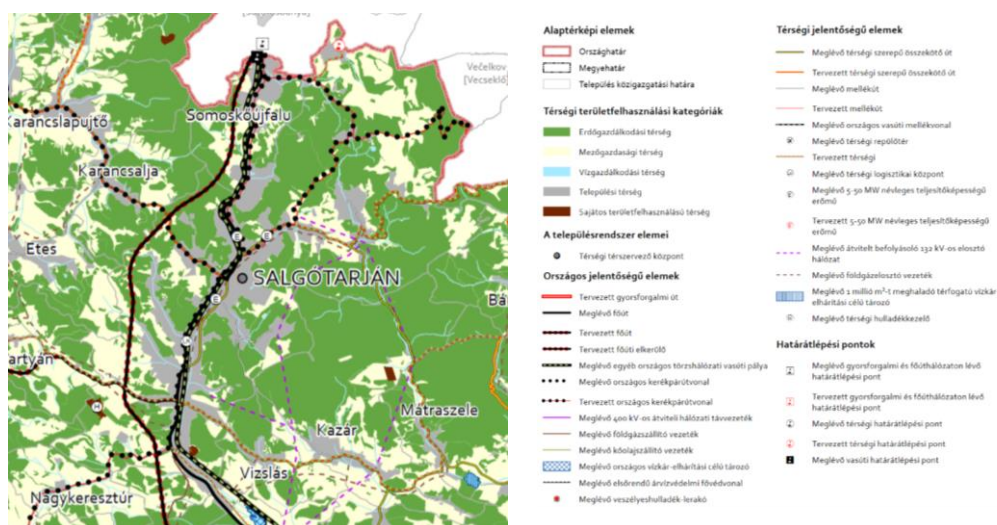 Večelkov
[Vecseklő]
Somoskőújfalu
Karancslapujtő
Karancsalja
Etes
SALGÓTARJÁN
Bá
artyán
Mátraszele
Kazár
Vizslás
Nagykeresztúr
Alaptérképi elemek
Országhatár
Megyehatár
Település közigazgatási határa
Térségi területfelhasználási kategóriák
Erdőgazdálkodási térség
Mezőgazdasági térség
Vízgazdálkodási térség
Települési térség
Sajátos területfelhasználású térség
A településrendszer elemei
Térségi térszervező központ
Országos jelentőségű elemek
Tervezett gyorsforgalmi út
Meglévő főút
Tervezett főút
Tervezett főúti elkerülő
Meglévő egyéb országos törzshálózati vasúti pálya
Meglévő országos kerékpárútvonal
Tervezett országos kerékpárútvonal
Meglévő 400 kV-os átviteli hálózati távvezeték
Meglévő földgázszállító vezeték
Meglévő kőolajszállító vezeték
Meglévő országos vízkár-elhárítási célú tározó
Meglévő elsőrendű árvízvédelmi fővédvonal
Meglévő veszélyeshulladék-lerakó
Térségi jelentőségű elemek
Meglévő térségi szerepű összekötő út
Tervezett térségi szerepű összekötő út
Meglévő mellékút
Tervezett mellékút
Meglévő országos vasúti mellékvonal
Meglévő térségi repülőtér
Tervezett térségi
Meglévő térségi logisztikai központ
Meglévő 5-50 MW névleges teljesítőképességű
erőmű
Tervezett 5-50 MW névleges teljesítőképességű
erőmű
Meglévő átvitelt befolyásoló 132 kV-os elosztó
hálózat
Meglévő földgázelosztó vezeték
Meglévő 1 millió m³-t meghaladó térfogatú vízkár
elhárítási célú tározó
Meglévő térségi hulladékkezelő
Határátlépési pontok
Meglévő gyorsforgalmi és főúthálózaton lévő
határátlépési pont
Tervezett gyorsforgalmi és főúthálózaton lévő
határátlépési pont
Meglévő térségi határátlépési pont
Tervezett térségi határátlépési pont
Meglévő vasúti határátlépési pont